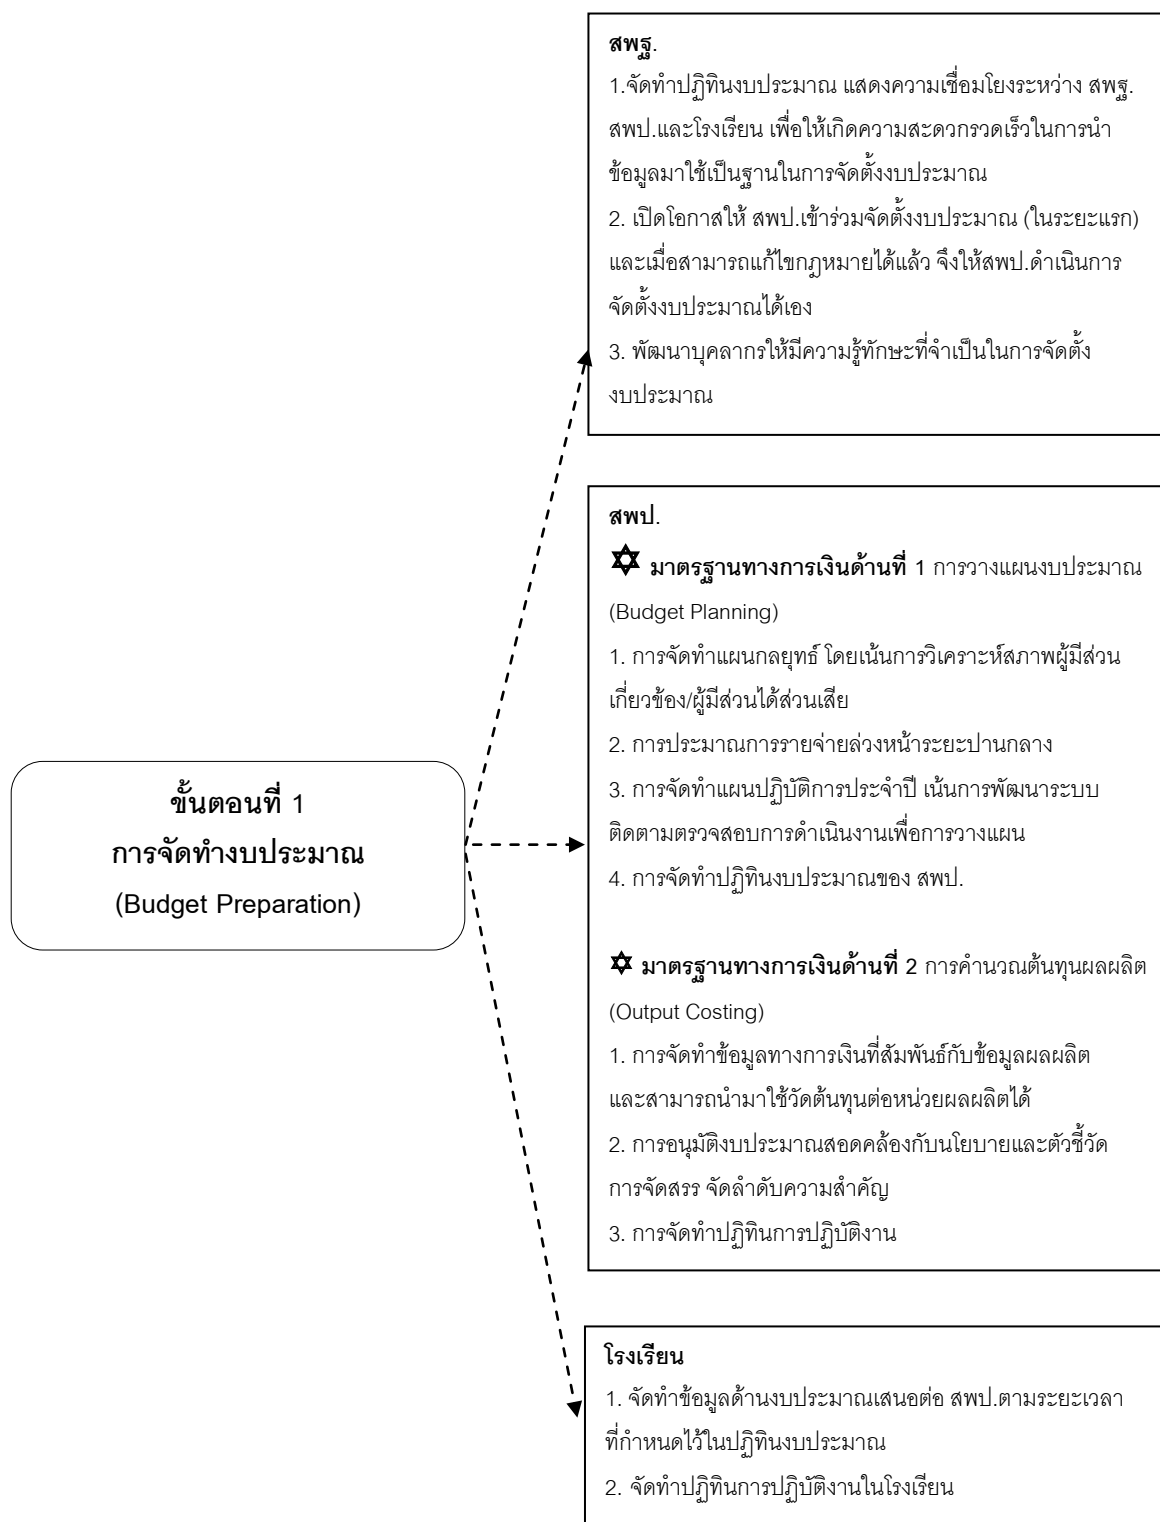 สพฐ.
1.จัดทำปฏิทินงบประมาณ แสดงความเชื่อมโยงระหว่าง สพฐ.
สพป.และโรงเรียน เพื่อให้เกิดความสะดวกรวดเร็วในการนำ
ข้อมูลมาใช้เป็นฐานในการจัดตั้งงบประมาณ
2. เปิดโอกาสให้ สพป.เข้าร่วมจัดตั้งงบประมาณ (ในระยะแรก)
และเมื่อสามารถแก้ไขกฎหมายได้แล้ว จึงให้สพป.ดำเนินการ
จัดตั้งงบประมาณได้เอง
3. พัฒนาบุคลากรให้มีความรู้ทักษะที่จำเป็นในการจัดตั้ง
งบประมาณ
สพป.
✡ มาตรฐานทางการเงินด้านที่ 1 การวางแผนงบประมาณ
(Budget Planning)
1. การจัดทำแผนกลยุทธ์ โดยเน้นการวิเคราะห์สภาพผู้มีส่วน
เกี่ยวข้อง/ผู้มีส่วนได้ส่วนเสีย
2. การประมาณการรายจ่ายล่วงหน้าระยะปานกลาง
3. การจัดทำแผนปฏิบัติการประจำปี เน้นการพัฒนาระบบ
ติดตามตรวจสอบการดำเนินงานเพื่อการวางแผน
4. การจัดทำปฏิทินงบประมาณของ สพป.
✡ มาตรฐานทางการเงินด้านที่ 2 การคำนวณต้นทุนผลผลิต
(Output Costing)
1. การจัดทำข้อมูลทางการเงินที่สัมพันธ์กับข้อมูลผลผลิต
และสามารถนำมาใช้วัดต้นทุนต่อหน่วยผลผลิตได้
2. การอนุมัติงบประมาณสอดคล้องกับนโยบายและตัวชี้วัด
การจัดสรร จัดลำดับความสำคัญ
3. การจัดทำปฏิทินการปฏิบัติงาน
ขั้นตอนที่ 1
การจัดทำงบประมาณ
(Budget Preparation)
โรงเรียน
1. จัดทำข้อมูลด้านงบประมาณเสนอต่อ สพป.ตามระยะเวลา
ที่กำหนดไว้ในปฏิทินงบประมาณ
2. จัดทำปฏิทินการปฏิบัติงานในโรงเรียน